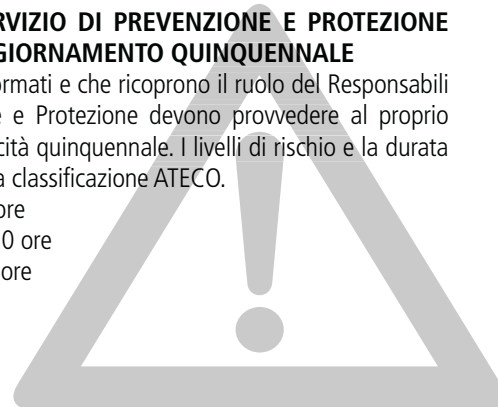 RVIZIO DI PREVENZIONE E PROTEZIONE
GIORNAMENTO QUINQUENNALE
ormati e che ricoprono il ruolo del Responsabili
e e Protezione devono provvedere al proprio
cità quinquennale. I livelli di rischio e la durata
a classificazione ATECO.
ore
0 ore
ore